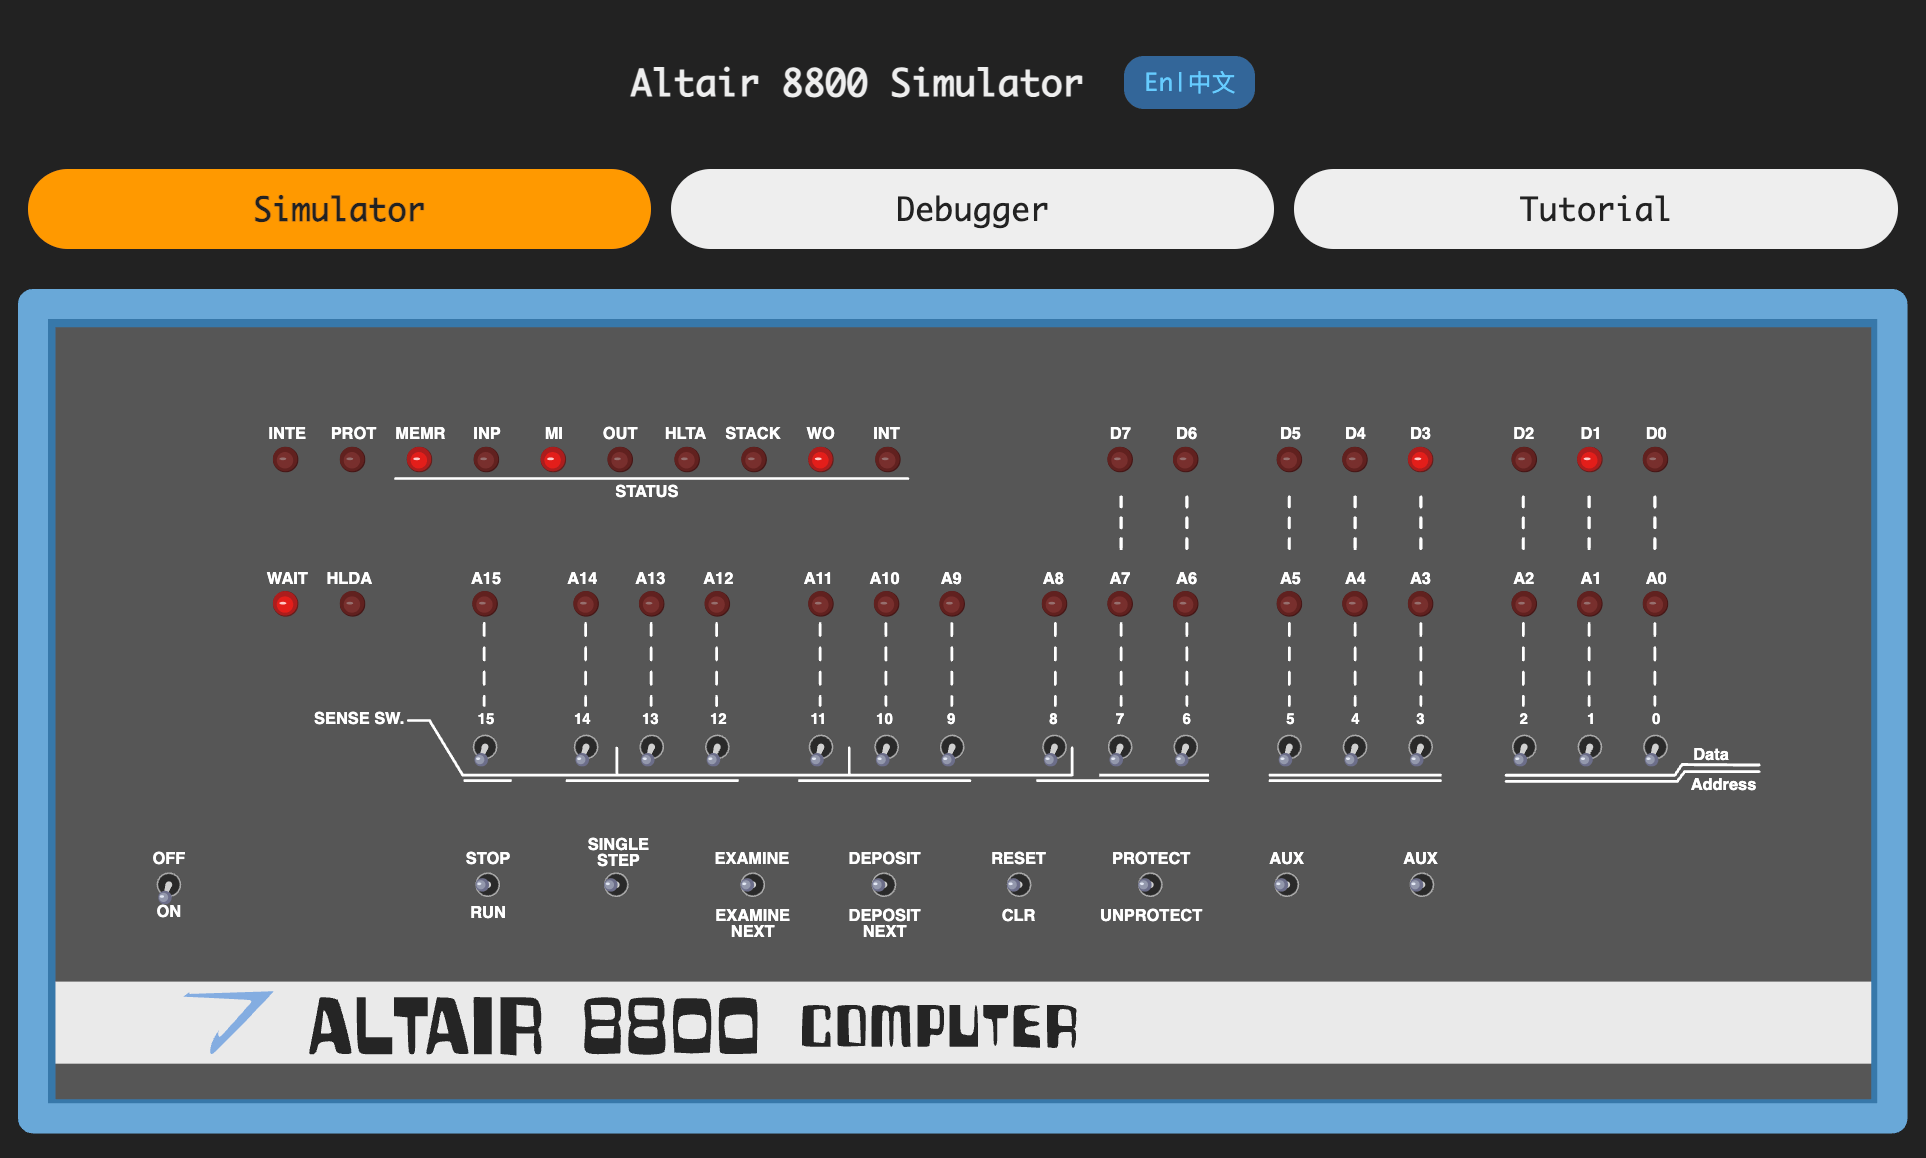 Altair 8800 Simulator En|中文
Simulator Debugger Tutorial
INTE PROT MEMR INP MI OUT HLTA STACK WO INT D7 D6 D5 D4 D3 D2 D1 D0
STATUS
WAIT HLDA A15 A14 A13 A12 A11 A10 A9 A8 A7 A6 A5 A4 A3 A2 A1 A0
SENSE SW. 15 14 13 12 11 10 9 8 7 6 5 4 3 2 1 0
Data
Address
OFF STOP SINGLE STEP EXAMINE DEPOSIT RESET PROTECT AUX AUX
ON RUN EXAMINE NEXT DEPOSIT NEXT CLR UNPROTECT
ALTAIR 8800 COMPUTER